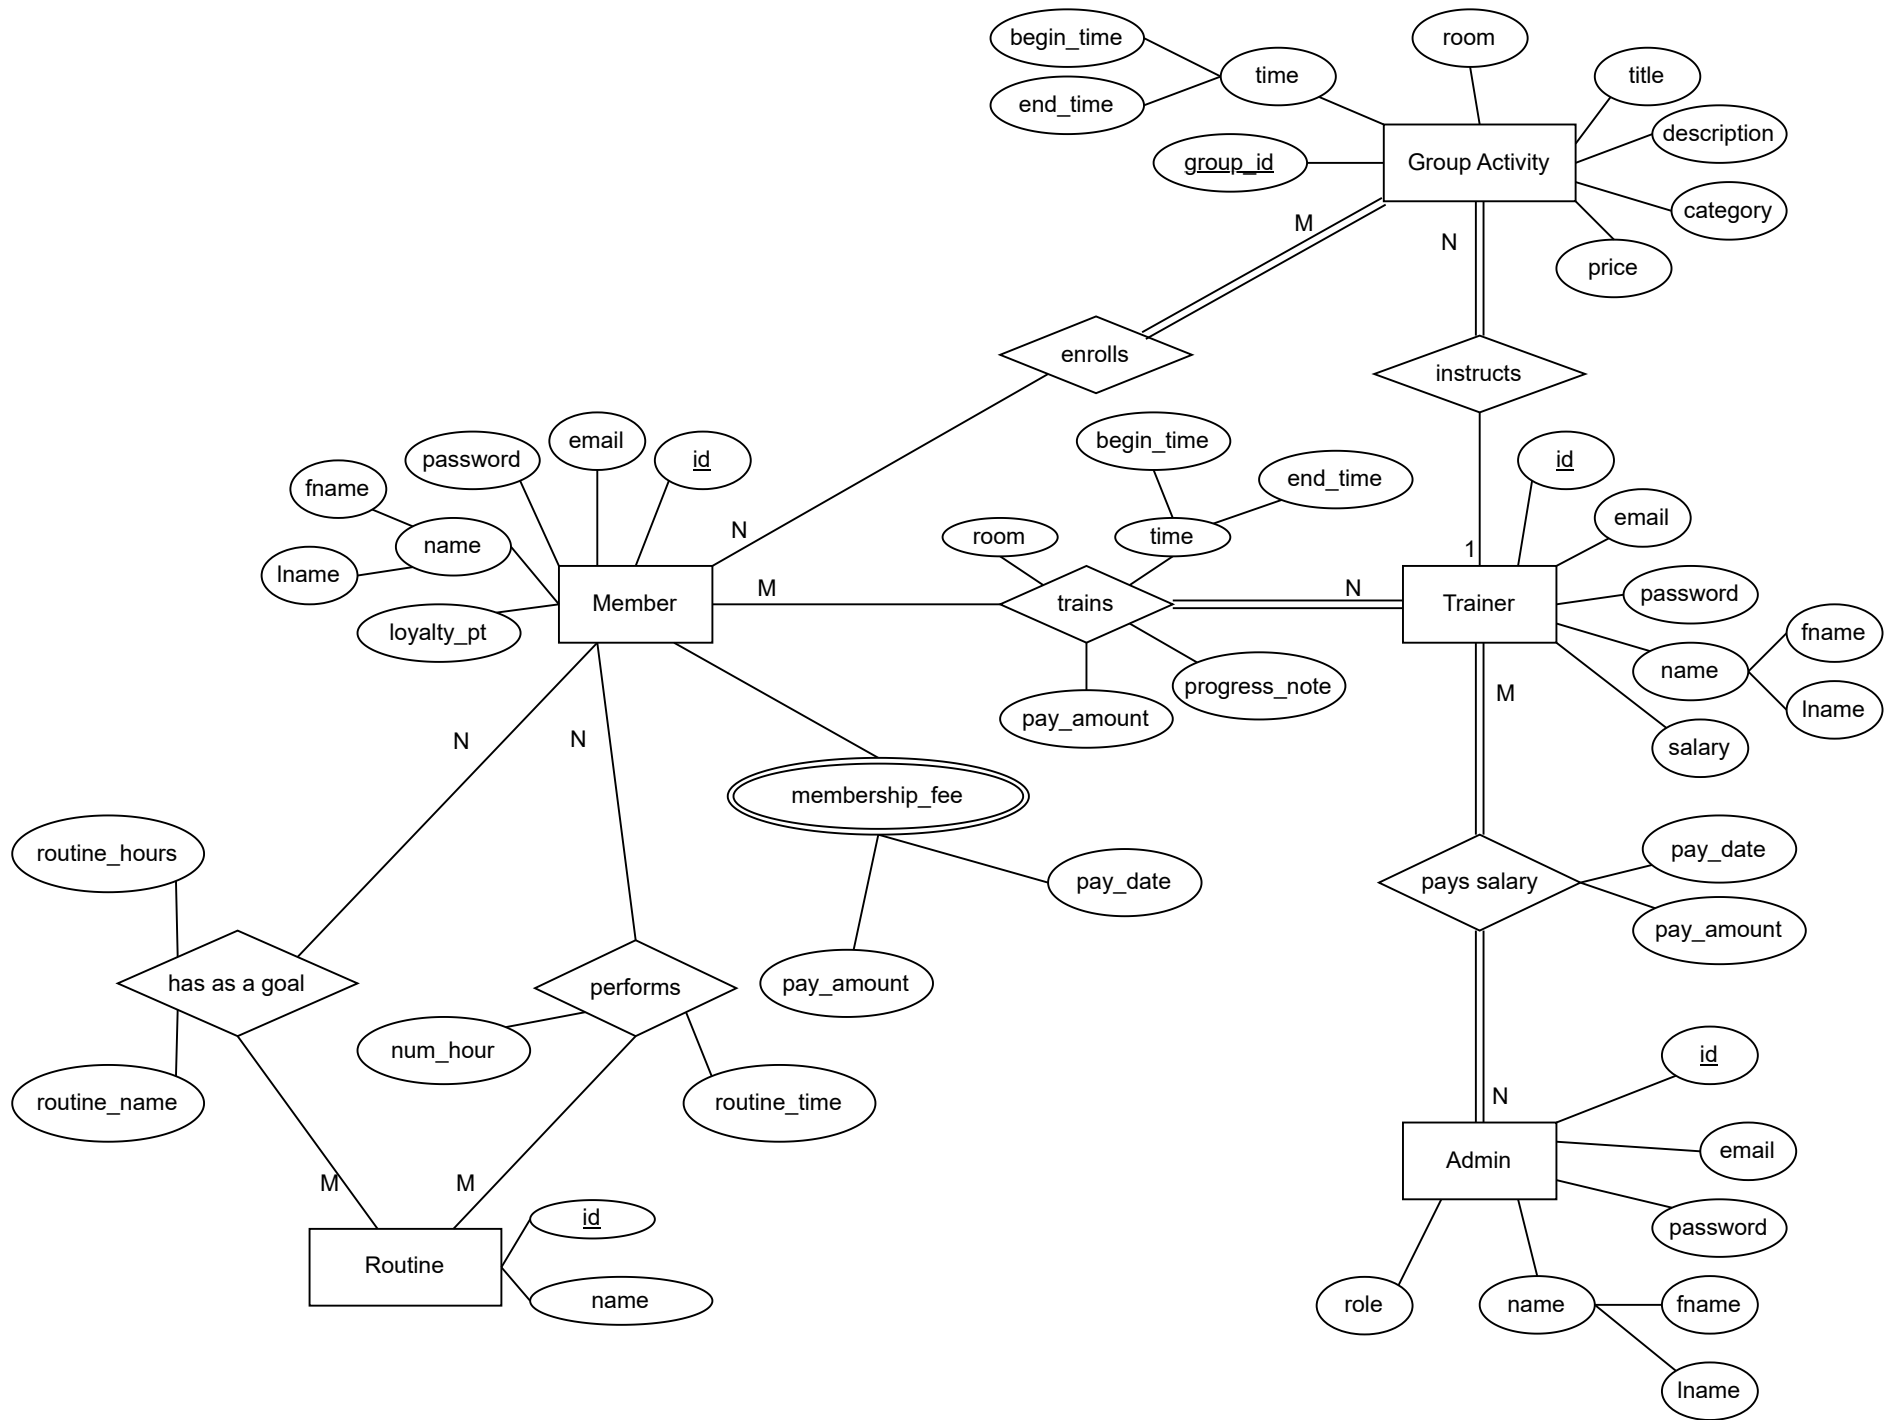 begin_time
room
time
title
end_time
description
group_id
Group Activity
category
M
N
price
enrolls
instructs
begin_time
email
id
password
id
end_time
fname
name
room
time
email
N
1
lname
Member
M
trains
N
Trainer
password
loyalty_pt
fname
progress_note
name
pay_amount
M
lname
N
N
salary
membership_fee
routine_hours
pay_date
pay_date
pays salary
pay_amount
has as a goal
performs
pay_amount
num_hour
id
routine_name
routine_time
N
email
Admin
M
M
id
password
Routine
name
role
name
fname
lname